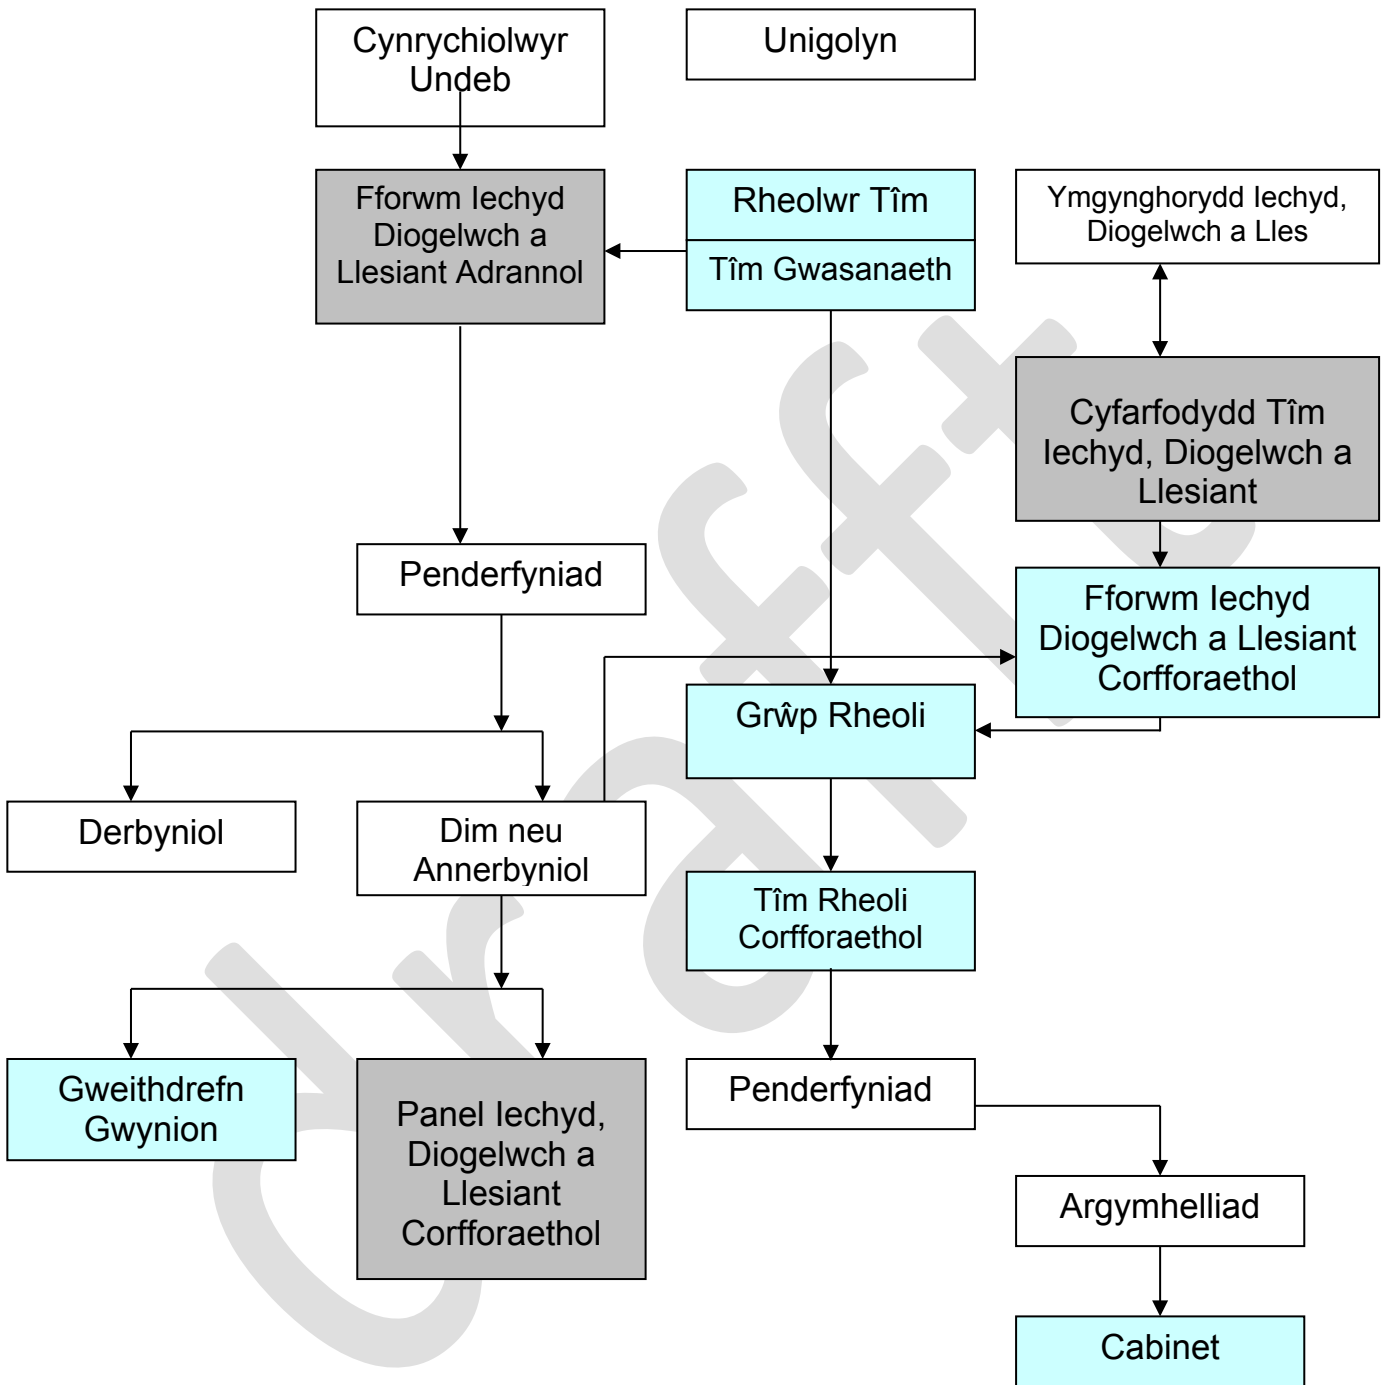 Cynrychiolwyr
Undeb
Unigolyn
Fforwm Iechyd
Diogelwch a
Llesiant Adrannol
Rheolwr Tîm
Tîm Gwasanaeth
Ymgynghorydd Iechyd,
Diogelwch a Lles
Cyfarfodydd Tîm
Iechyd, Diogelwch a
Llesiant
Penderfyniad
Fforwm Iechyd
Diogelwch a Llesiant
Corfforaethol
Grŵp Rheoli
Derbyniol
Dim neu
Annerbyniol
Tîm Rheoli
Corfforaethol
Gweithdrefn
Gwynion
Panel Iechyd,
Diogelwch a
Llesiant
Corfforaethol
Penderfyniad
Argymhelliad
Cabinet
Drafft